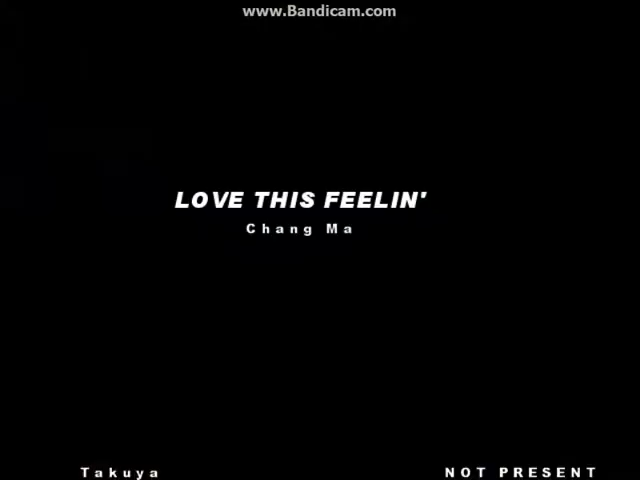 www.Bandicam.com
LOVE THIS FEELIN'
Chang Ma
Takuya
NOT PRESENT